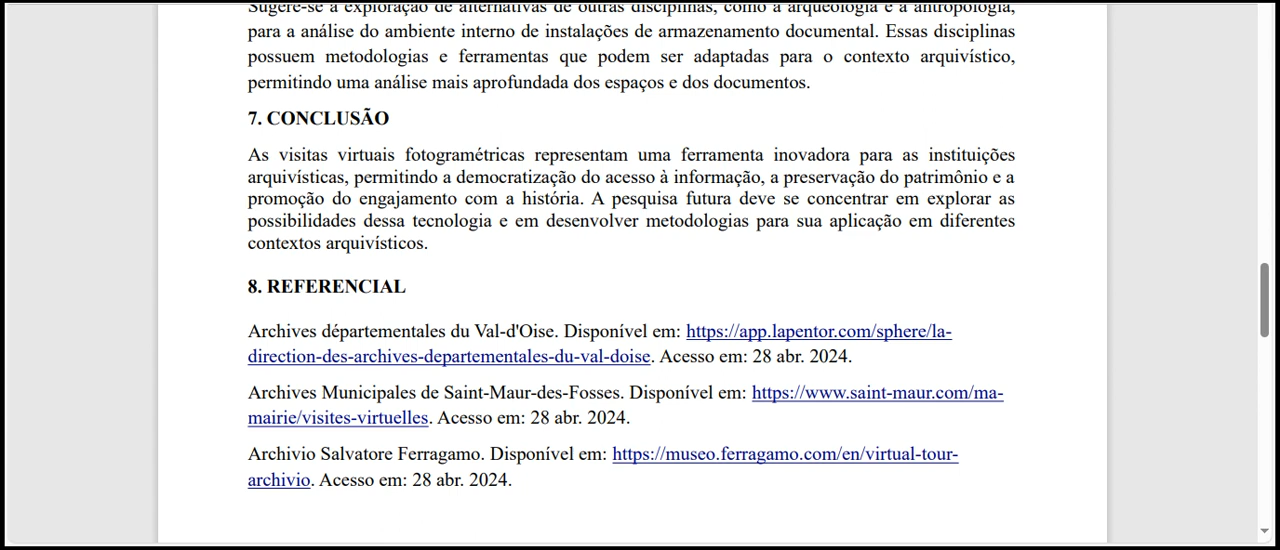 Sugere-se a exploração de alternativas de outras disciplinas, como a arqueologia e a antropologia,
para a análise do ambiente interno de instalações de armazenamento documental. Essas disciplinas
possuem metodologias e ferramentas que podem ser adaptadas para o contexto arquivístico,
permitindo uma análise mais aprofundada dos espaços e dos documentos.
7. CONCLUSÃO
As visitas virtuais fotogramétricas representam uma ferramenta inovadora para as instituições
arquivísticas, permitindo a democratização do acesso à informação, a preservação do patrimônio e a
promoção do engajamento com a história. A pesquisa futura deve se concentrar em explorar as
possibilidades dessa tecnologia e em desenvolver metodologias para sua aplicação em diferentes
contextos arquivísticos.
8. REFERENCIAL
Archives départementales du Val-d'Oise. Disponível em: https://app.lapentor.com/sphere/la-
direction-des-archives-departementales-du-val-doise. Acesso em: 28 abr. 2024.
Archives Municipales de Saint-Maur-des-Fosses. Disponível em: https://www.saint-maur.com/ma-
mairie/visites-virtuelles. Acesso em: 28 abr. 2024.
Archivio Salvatore Ferragamo. Disponível em: https://museo.ferragamo.com/en/virtual-tour-
archivio. Acesso em: 28 abr. 2024.